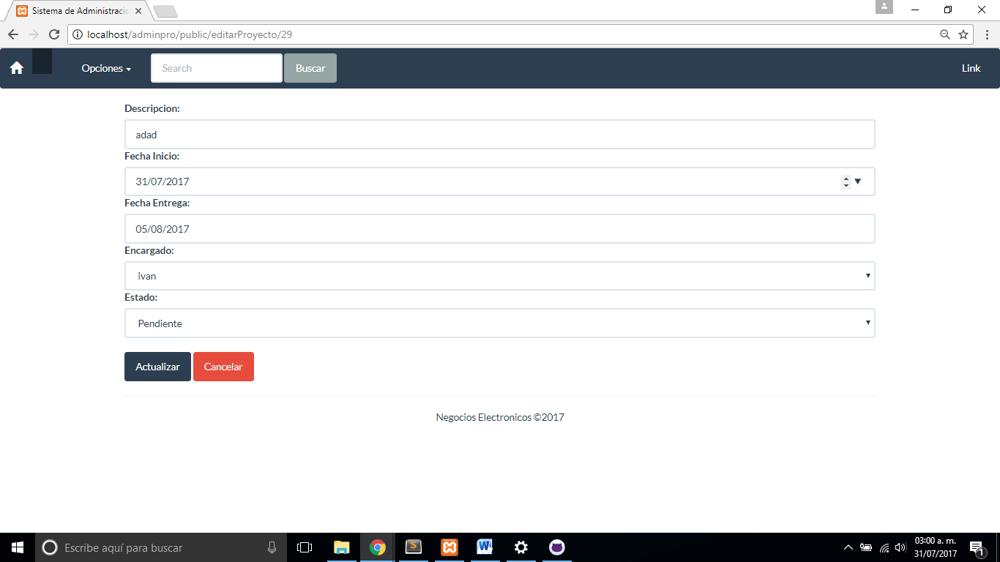 Sistema de Administraci
localhost/adminpro/public/editarProyecto/29
Opciones
Search
Buscar
Link
Descripcion:
adad
Fecha Inicio:
31/07/2017
Fecha Entrega:
05/08/2017
Encargado:
ivan
Estado:
Pendiente
Actualizar Cancelar
Negocios Electronicos ©2017
Escribe aquí para buscar
03:00 a. m.
31/07/2017
1